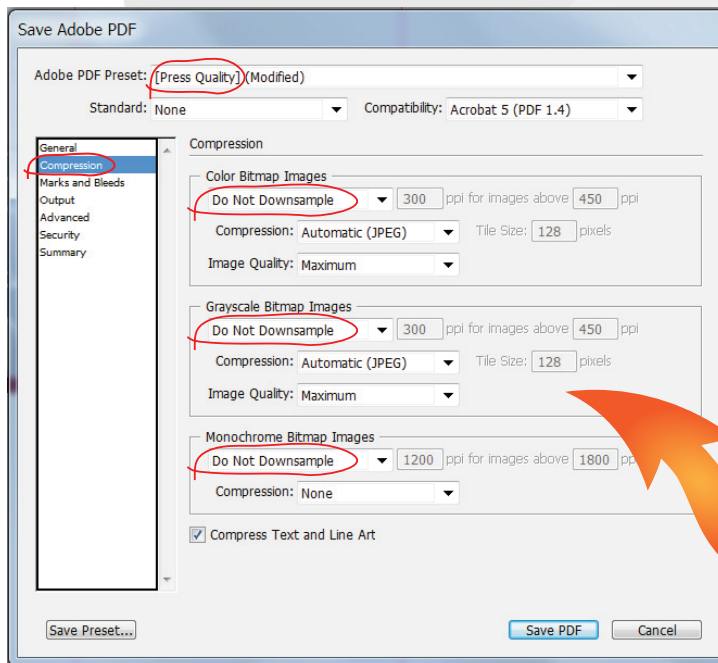 Save Adobe PDF
Adobe PDF Preset: [Press Quality] (Modified)
Standard: None Compatibility: Acrobat 5 (PDF 1.4)
General
Compression
Marks and Bleeds
Output
Advanced
Security
Summary
Compression
Color Bitmap Images
Do Not Downsample 300 ppi for images above 450 ppi
Compression: Automatic (JPEG) Tile Size: 128 pixels
Image Quality: Maximum
Grayscale Bitmap Images
Do Not Downsample 300 ppi for images above 450 ppi
Compression: Automatic (JPEG) Tile Size: 128 pixels
Image Quality: Maximum
Monochrome Bitmap Images
Do Not Downsample 1200 ppi for images above 1800 pp
Compression: None
Compress Text and Line Art
Save Preset... Save PDF Cancel